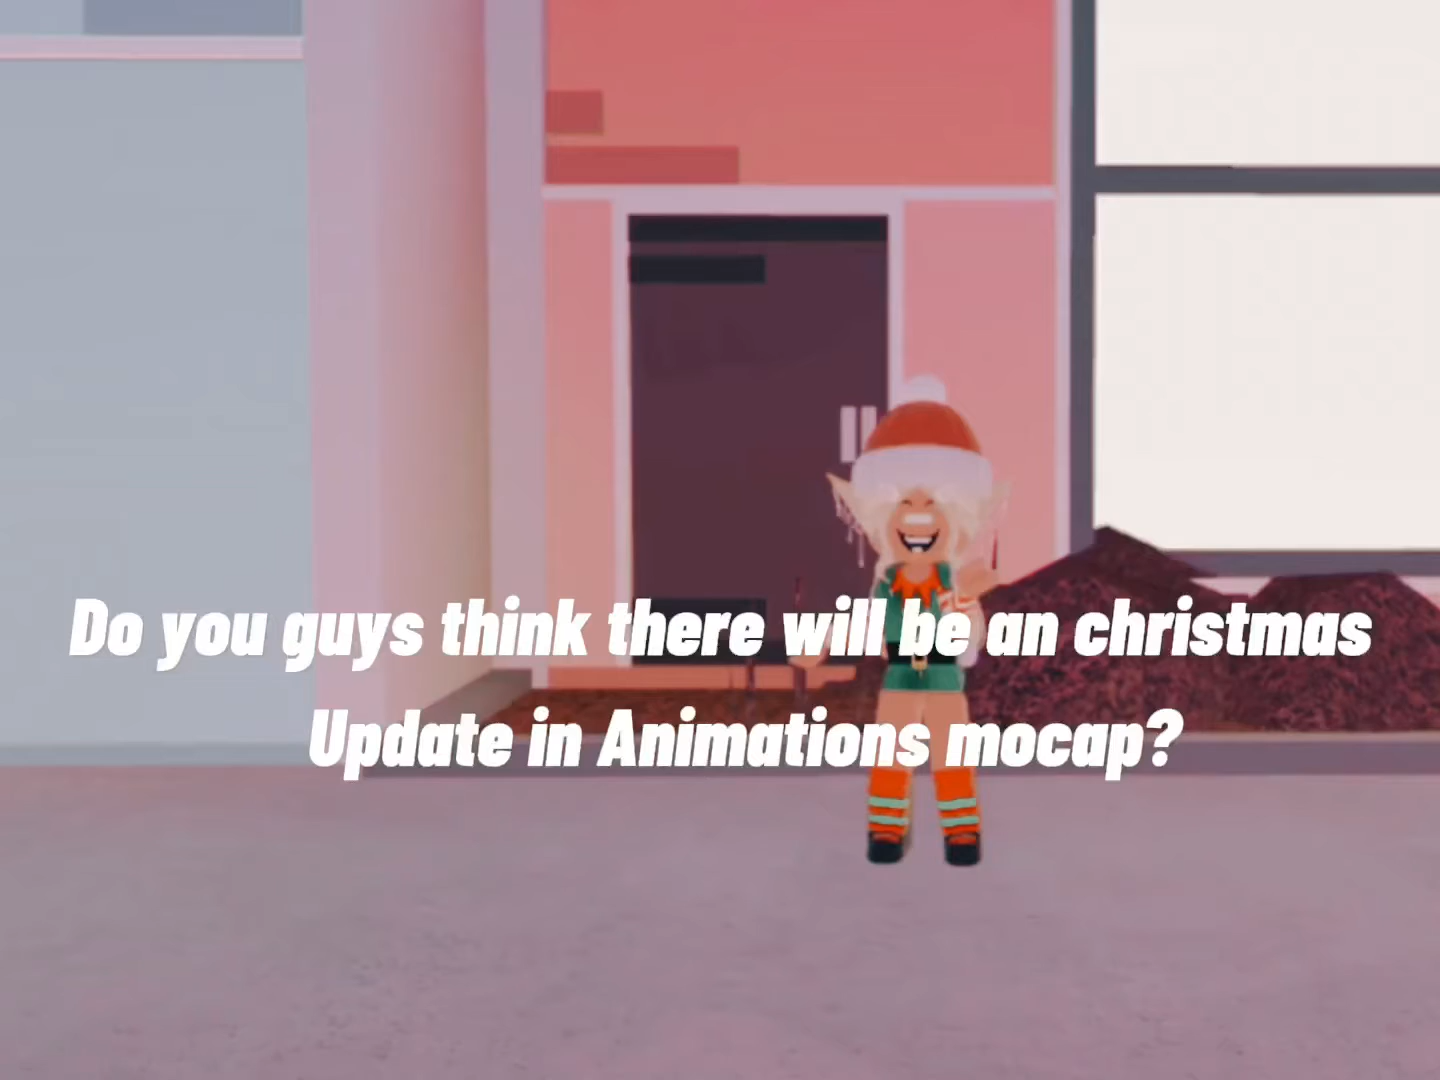 Do you guys think there will be an christmas
Update in Animations mocap?